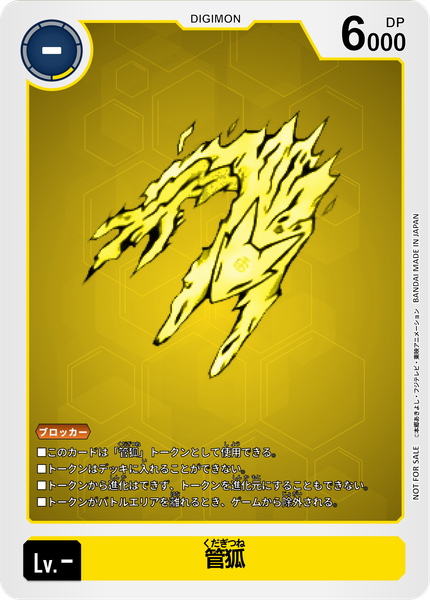 DIGIMON
-
DP
6000
ブロッカー
■このカードは「管狐」トークンとして使用できる。
■トークンはデッキに入れることができない。
■トークンから進化はできず、トークンを進化元にすることもできない。
■トークンがバトルエリアを離れるとき、ゲームから除外される。
Lv.-
くだぎつね
管狐
©本郷あきよし・フジテレビ・東映アニメーション BANDAI MADE IN JAPAN
NOT FOR SALE